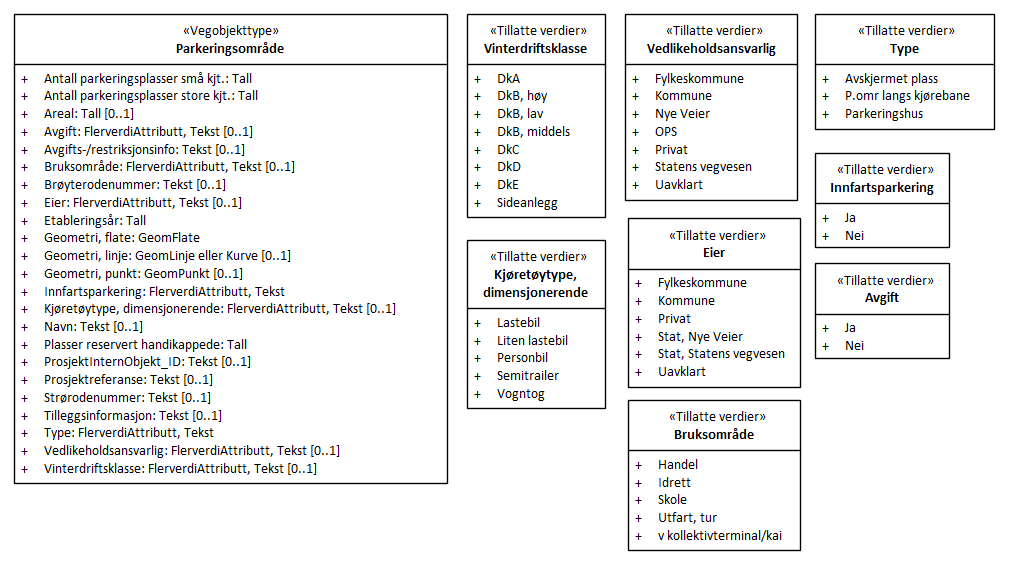 «Vegobjekttype»
Parkeringsområde
+ Antall parkeringsplasser små kjt.: Tall
+ Antall parkeringsplasser store kjt.: Tall
+ Areal: Tall [0..1]
+ Avgift: FlerverdiAttributt, Tekst [0..1]
+ Avgifts-/restriksjonsinfo: Tekst [0..1]
+ Bruksområde: FlerverdiAttributt, Tekst [0..1]
+ Brøyterodenummer: Tekst [0..1]
+ Eier: FlerverdiAttributt, Tekst [0..1]
+ Etableringsår: Tall
+ Geometri, flate: GeomFlate
+ Geometri, linje: GeomLinje eller Kurve [0..1]
+ Geometri, punkt: GeomPunkt [0..1]
+ Innfartsparkering: FlerverdiAttributt, Tekst
+ Kjøretøytype, dimensjonerende: FlerverdiAttributt, Tekst [0..1]
+ Navn: Tekst [0..1]
+ Plasser reservert handikappede: Tall
+ ProsjektInternObjekt_ID: Tekst [0..1]
+ Prosjektreferanse: Tekst [0..1]
+ Strørodenummer: Tekst [0..1]
+ Tilleggsinformasjon: Tekst [0..1]
+ Type: FlerverdiAttributt, Tekst
+ Vedlikeholdsansvarlig: FlerverdiAttributt, Tekst [0..1]
+ Vinterdriftsklasse: FlerverdiAttributt, Tekst [0..1]
«Tillatte verdier»
Vinterdriftsklasse
+ DkA
+ DkB, høy
+ DkB, lav
+ DkB, middels
+ DkC
+ DkD
+ DkE
+ Sideanlegg
«Tillatte verdier»
Kjøretøytype,
dimensjonerende
+ Lastebil
+ Liten lastebil
+ Personbil
+ Semitrailer
+ Vogntog
«Tillatte verdier»
Vedlikeholdsansvarlig
+ Fylkeskommune
+ Kommune
+ Nye Veier
+ OPS
+ Privat
+ Statens vegvesen
+ Uavklart
«Tillatte verdier»
Eier
+ Fylkeskommune
+ Kommune
+ Privat
+ Stat, Nye Veier
+ Stat, Statens vegvesen
+ Uavklart
«Tillatte verdier»
Bruksområde
+ Handel
+ Idrett
+ Skole
+ Utfart, tur
+ v kollektivterminal/kai
«Tillatte verdier»
Type
+ Avskjermet plass
+ P.omr langs kjørebane
+ Parkeringshus
«Tillatte verdier»
Innfartsparkering
+ Ja
+ Nei
«Tillatte verdier»
Avgift
+ Ja
+ Nei